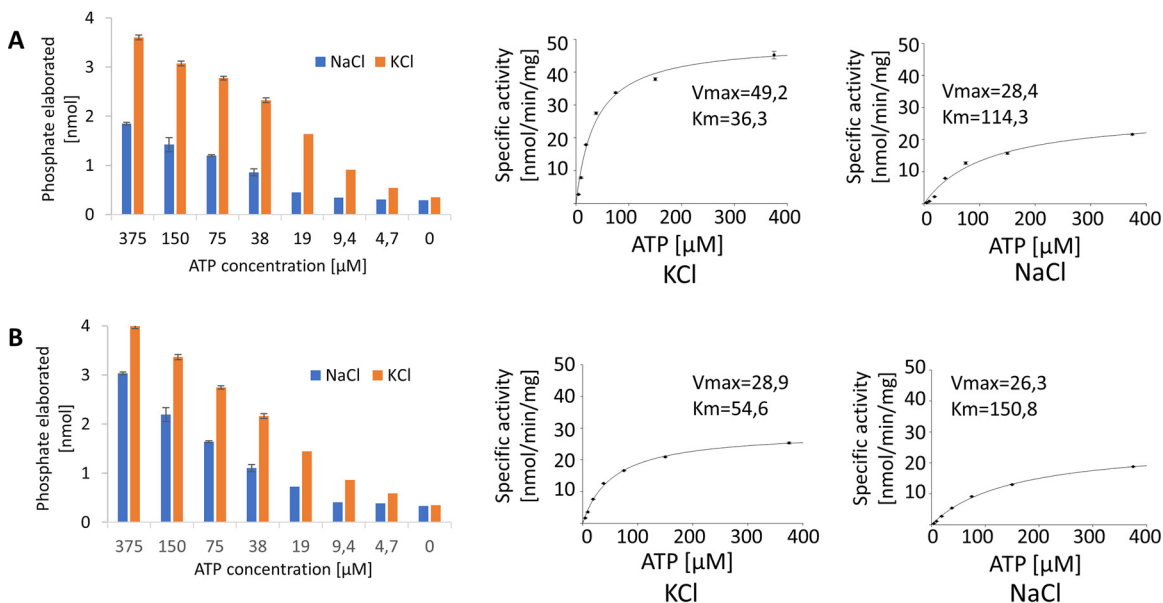 A
Phosphate elaborated
[nmol]
4
3
2
1
0
NaCl KCl
375 150 75 38 19 9,4 4,7 0
ATP concentration [µM]
Specific activity
[nmol/min/mg]
50
40
30
20
10
Vmax=49,2
Km=36,3
0 100 200 300 400
ATP [µM]
KCl
Specific activity
[nmol/min/mg]
50
40
30
20
10
Vmax=28,4
Km=114,3
0 100 200 300 400
ATP [µM]
NaCl
B
Phosphate elaborated
[nmol]
4
3
2
1
0
NaCl KCl
375 150 75 38 19 9,4 4,7 0
ATP concentration [µM]
Specific activity
[nmol/min/mg]
50
40
30
20
10
Vmax=28,9
Km=54,6
0 100 200 300 400
ATP [µM]
KCl
Specific activity
[nmol/min/mg]
50
40
30
20
10
Vmax=26,3
Km=150,8
0 100 200 300 400
ATP [µM]
NaCl